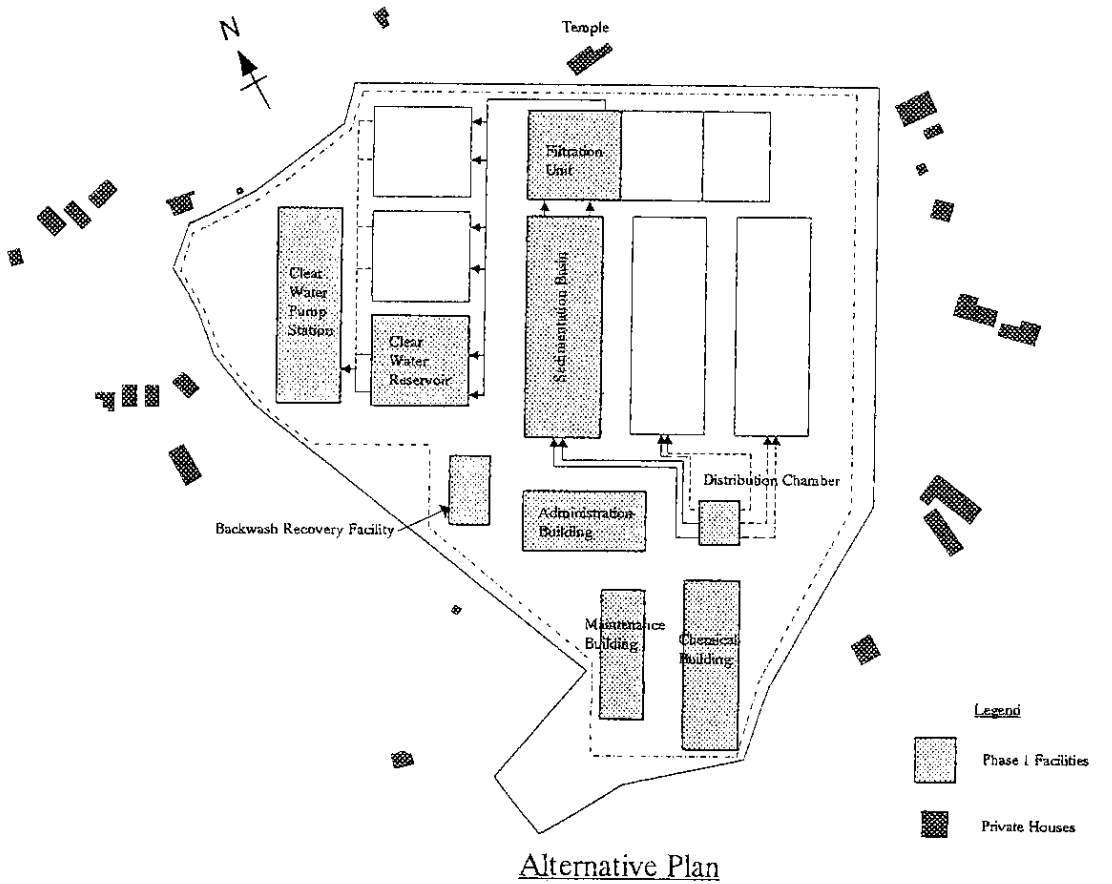 N
Temple
Filtration
Unit
Clear
Water
Pump
Station
Sedimentation Basin
Clear
Water
Reservoir
Distribution Chamber
Backwash Recovery Facility
Administration
Building
Maintenance
Building
Chemical
Building
Legend
Phase 1 Facilities
Private Houses
Alternative Plan